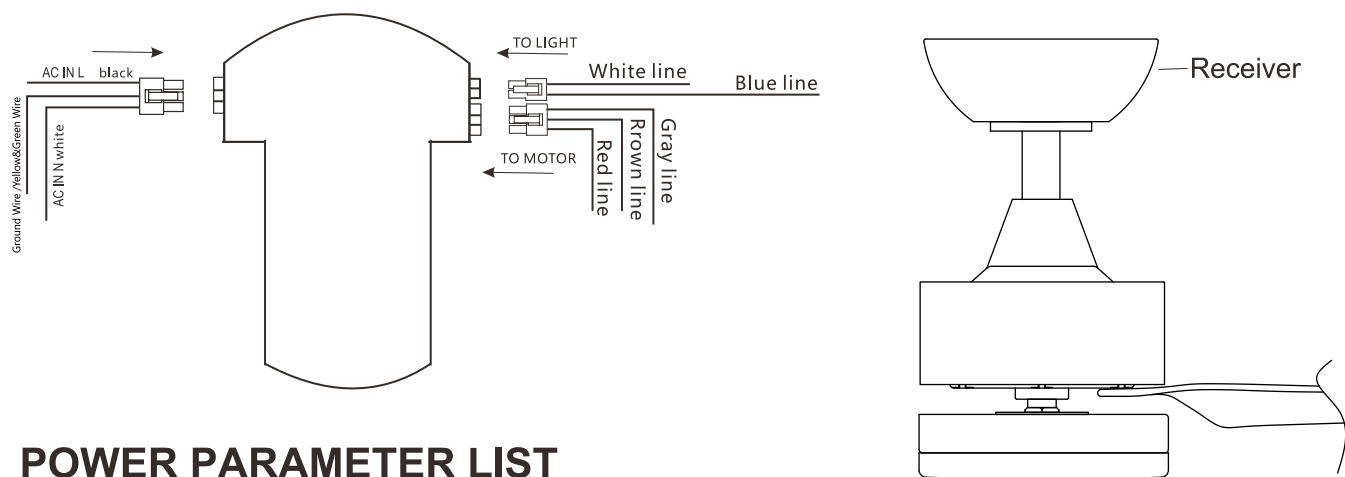 TO LIGHT
AC IN L black
White line
Blue line
Receiver
Ground Wire /Yellow&Green Wire
AC IN N white
TO MOTOR
Red line
Rrown line
Gray line
POWER PARAMETER LIST